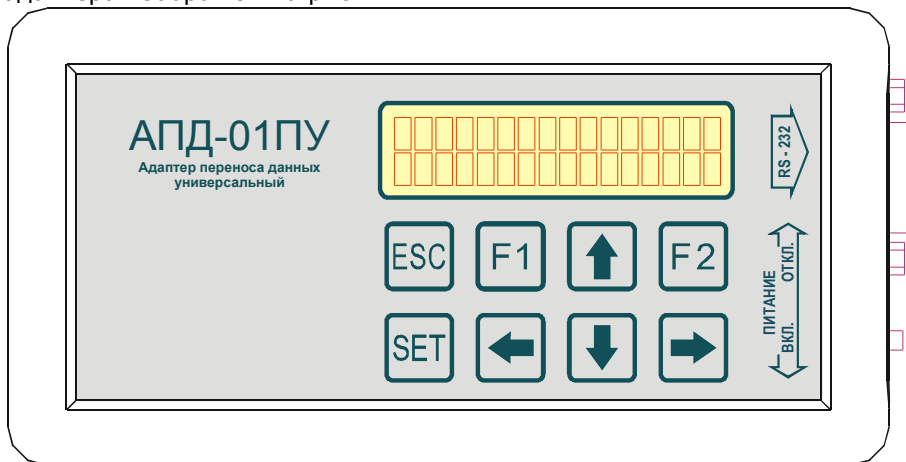 АПД-01ПУ
Адаптер переноса данных
универсальный
RS - 232
ESC F1 F2
SET
ПИТАНИЕ
ВКЛ. ОТКЛ.